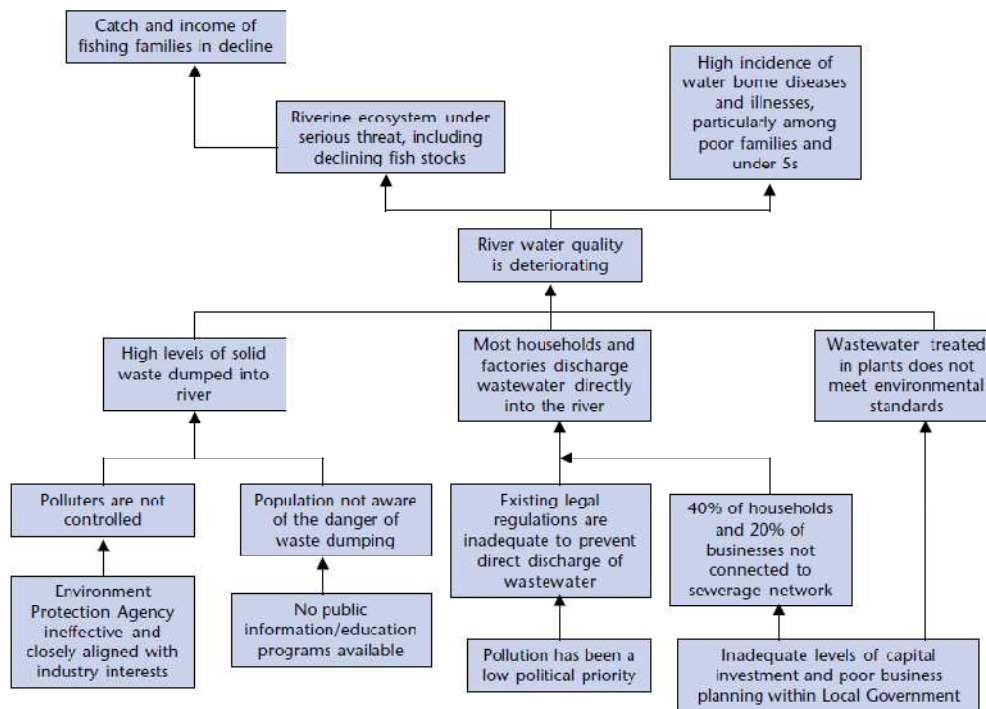 Catch and income of
fishing families in decline
High incidence of
water borne diseases
and illnesses,
particularly among
poor families and
under 5s
Riverine ecosystem under
serious threat, including
declining fish stocks
River water quality
is deteriorating
High levels of solid
waste dumped into
river
Most households and
factories discharge
wastewater directly
into the river
Wastewater treated
in plants does not
meet environmental
standards
Polluters are not
controlled
Population not aware
of the danger of
waste dumping
Existing legal
regulations are
inadequate to prevent
direct discharge of
wastewater
40% of households
and 20% of
businesses not
connected to
sewerage network
Environment
Protection Agency
ineffective and
closely aligned with
industry interests
No public
information/education
programs available
Pollution has been a
low political priority
Inadequate levels of capital
investment and poor business
planning within Local Government